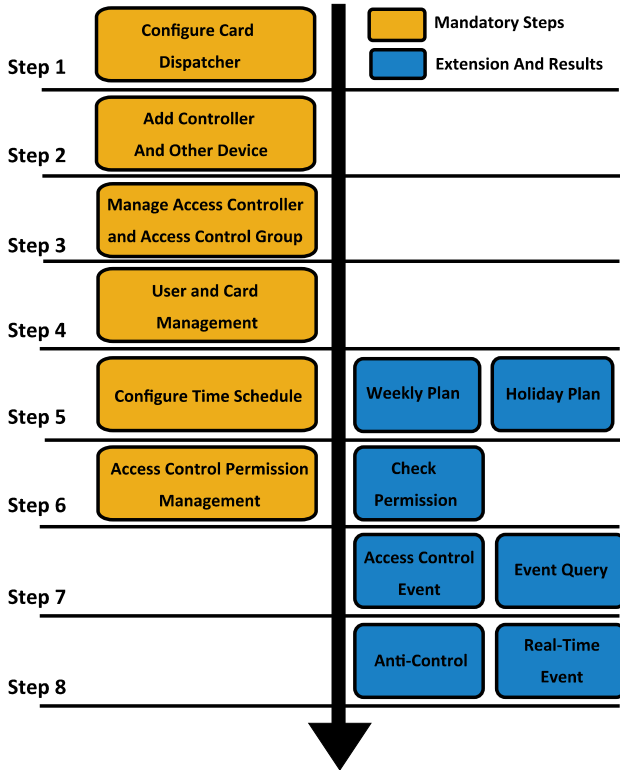 Mandatory Steps
Extension And Results
Step 1
Configure Card
Dispatcher
Step 2
Add Controller
And Other Device
Step 3
Manage Access Controller
and Access Control Group
Step 4
User and Card
Management
Step 5
Configure Time Schedule
Weekly Plan
Holiday Plan
Step 6
Access Control Permission
Management
Check
Permission
Step 7
Access Control
Event
Event Query
Step 8
Anti-Control
Real-Time
Event